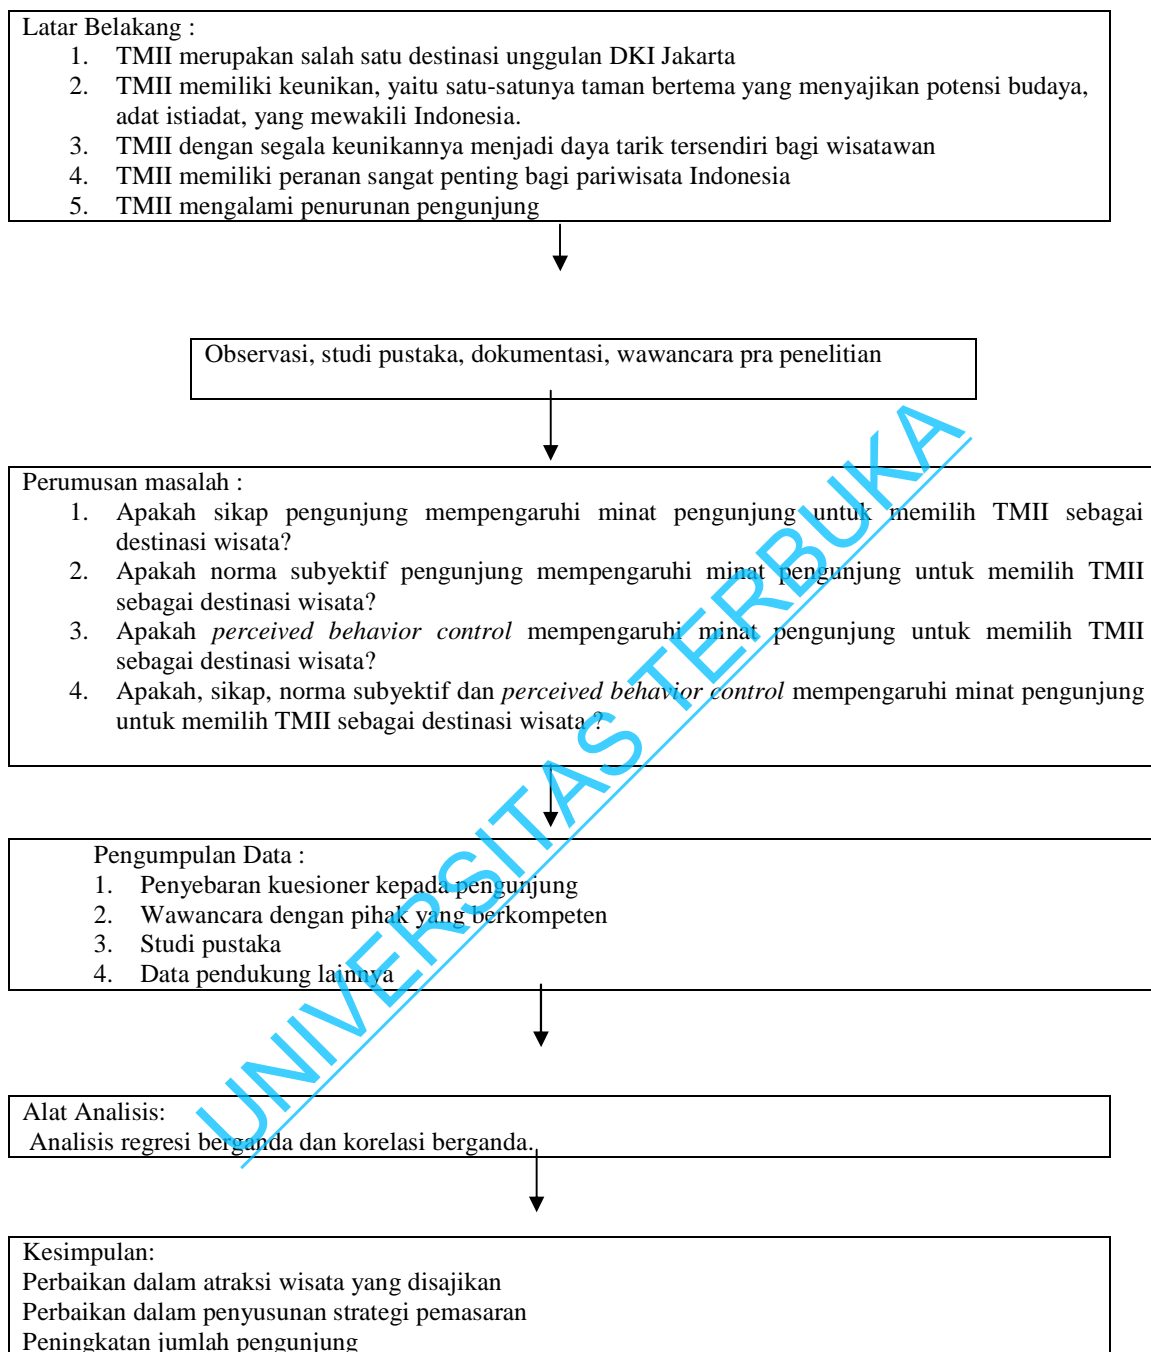 Latar Belakang :
1. TMII merupakan salah satu destinasi unggulan DKI Jakarta
2. TMII memiliki keunikan, yaitu satu-satunya taman bertema yang menyajikan potensi budaya,
adat istiadat, yang mewakili Indonesia.
3. TMII dengan segala keunikannya menjadi daya tarik tersendiri bagi wisatawan
4. TMII memiliki peranan sangat penting bagi pariwisata Indonesia
5. TMII mengalami penurunan pengunjung
Observasi, studi pustaka, dokumentasi, wawancara pra penelitian
Perumusan masalah :
1. Apakah sikap pengunjung mempengaruhi minat pengunjung untuk memilih TMII sebagai
destinasi wisata?
2. Apakah norma subyektif pengunjung mempengaruhi minat pengunjung untuk memilih TMII
sebagai destinasi wisata?
3. Apakah perceived behavior control mempengaruhi minat pengunjung untuk memilih TMII
sebagai destinasi wisata?
4. Apakah, sikap, norma subyektif dan perceived behavior control mempengaruhi minat pengunjung
untuk memilih TMII sebagai destinasi wisata ?
Pengumpulan Data :
1. Penyebaran kuesioner kepada pengunjung
2. Wawancara dengan pihak yang berkompeten
3. Studi pustaka
4. Data pendukung lainnya
Alat Analisis:
Analisis regresi berganda dan korelasi berganda.
Kesimpulan:
Perbaikan dalam atraksi wisata yang disajikan
Perbaikan dalam penyusunan strategi pemasaran
Peningkatan jumlah pengunjung
UNIVERSITAS TERBUKA